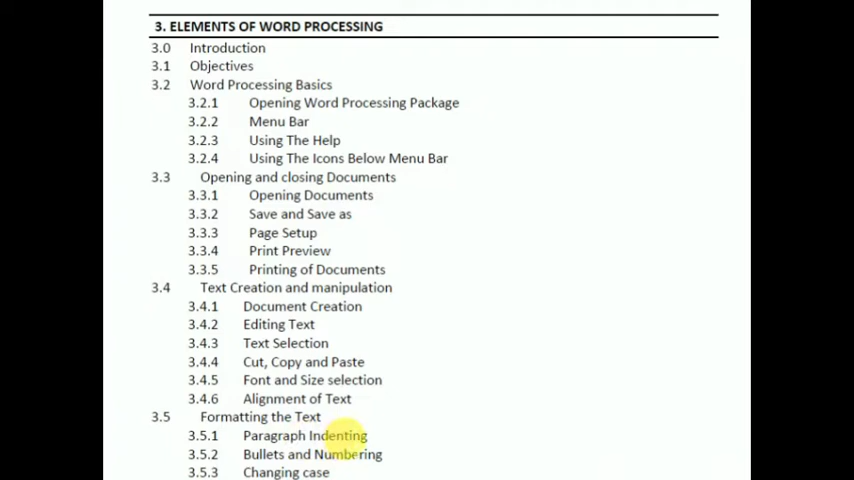 3. ELEMENTS OF WORD PROCESSING
3.0 Introduction
3.1 Objectives
3.2 Word Processing Basics
3.2.1 Opening Word Processing Package
3.2.2 Menu Bar
3.2.3 Using The Help
3.2.4 Using The Icons Below Menu Bar
3.3 Opening and closing Documents
3.3.1 Opening Documents
3.3.2 Save and Save as
3.3.3 Page Setup
3.3.4 Print Preview
3.3.5 Printing of Documents
3.4 Text Creation and manipulation
3.4.1 Document Creation
3.4.2 Editing Text
3.4.3 Text Selection
3.4.4 Cut, Copy and Paste
3.4.5 Font and Size selection
3.4.6 Alignment of Text
3.5 Formatting the Text
3.5.1 Paragraph Indenting
3.5.2 Bullets and Numbering
3.5.3 Changing case